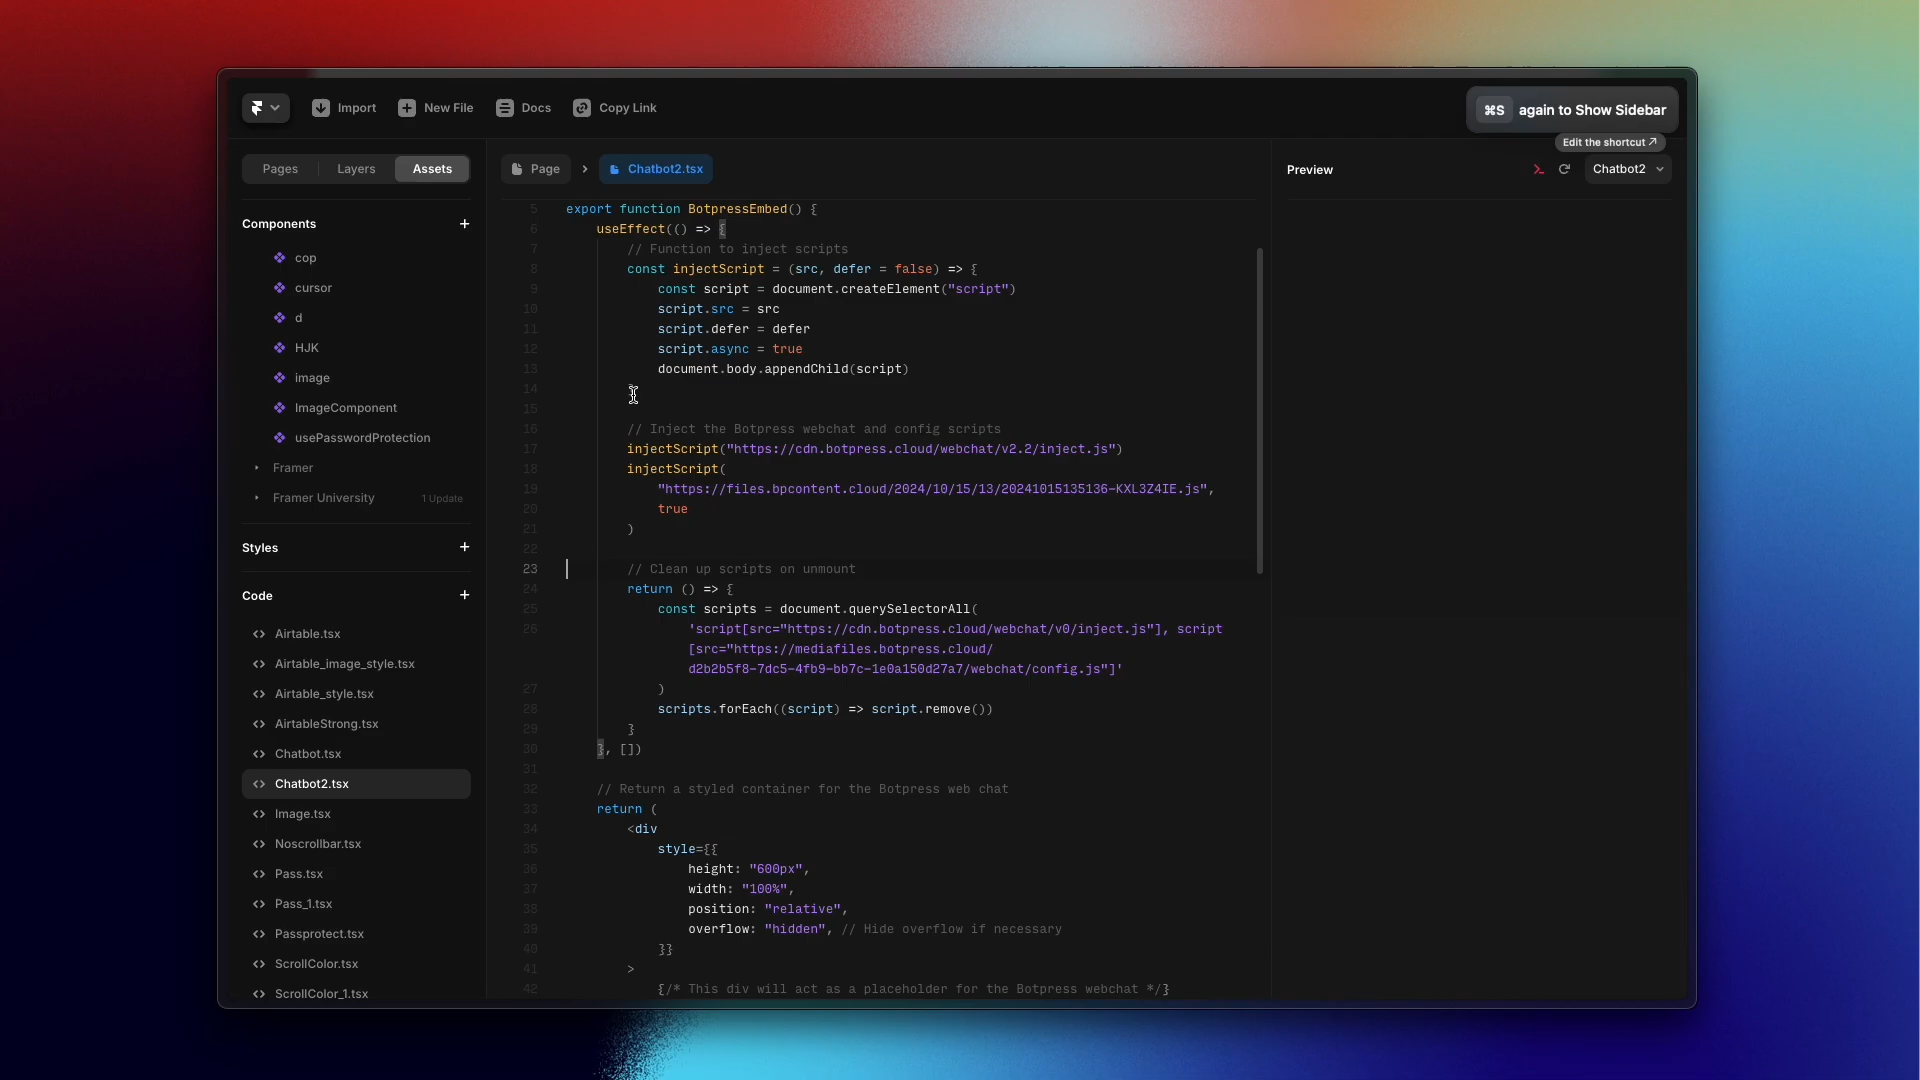 Import
New File
Docs
Copy Link
⌘S again to Show Sidebar
Edit the shortcut ↗
Pages
Layers
Assets
Components +
cop
cursor
d
HJK
image
ImageComponent
usePasswordProtection
Framer
Framer University 1 Update
Styles +
Code +
Airtable.tsx
Airtable_image_style.tsx
Airtable_style.tsx
AirtableStrong.tsx
Chatbot.tsx
Chatbot2.tsx
Image.tsx
Noscrollbar.tsx
Pass.tsx
Pass_1.tsx
Passprotect.tsx
ScrollColor.tsx
ScrollColor_1.tsx
Page > Chatbot2.tsx
5 export function BotpressEmbed() {
6 useEffect(() => {
7 // Function to inject scripts
8 const injectScript = (src, defer = false) => {
9 const script = document.createElement("script")
10 script.src = src
11 script.defer = defer
12 script.async = true
13 document.body.appendChild(script)
14
15
16 // Inject the Botpress webchat and config scripts
17 injectScript("https://cdn.botpress.cloud/webchat/v2.2/inject.js")
18 injectScript(
19 "https://files.bpcontent.cloud/2024/10/15/13/20241015135136-KXL3Z4IE.js",
20 true
21 )
22
23 // Clean up scripts on unmount
24 return () => {
25 const scripts = document.querySelectorAll(
26 'script[src="https://cdn.botpress.cloud/webchat/v0/inject.js"], script
[src="https://mediafiles.botpress.cloud/
d2b2b5f8-7dc5-4fb9-bb7c-1e0a150d27a7/webchat/config.js"]'
27 )
28 scripts.forEach((script) => script.remove())
29 }
30 }, [])
31
32 // Return a styled container for the Botpress web chat
33 return (
34 <div
35 style={{
36 height: "600px",
37 width: "100%",
38 position: "relative",
39 overflow: "hidden", // Hide overflow if necessary
40 }}
41 >
42 {/* This div will act as a placeholder for the Botpress webchat */}
Preview
Chatbot2